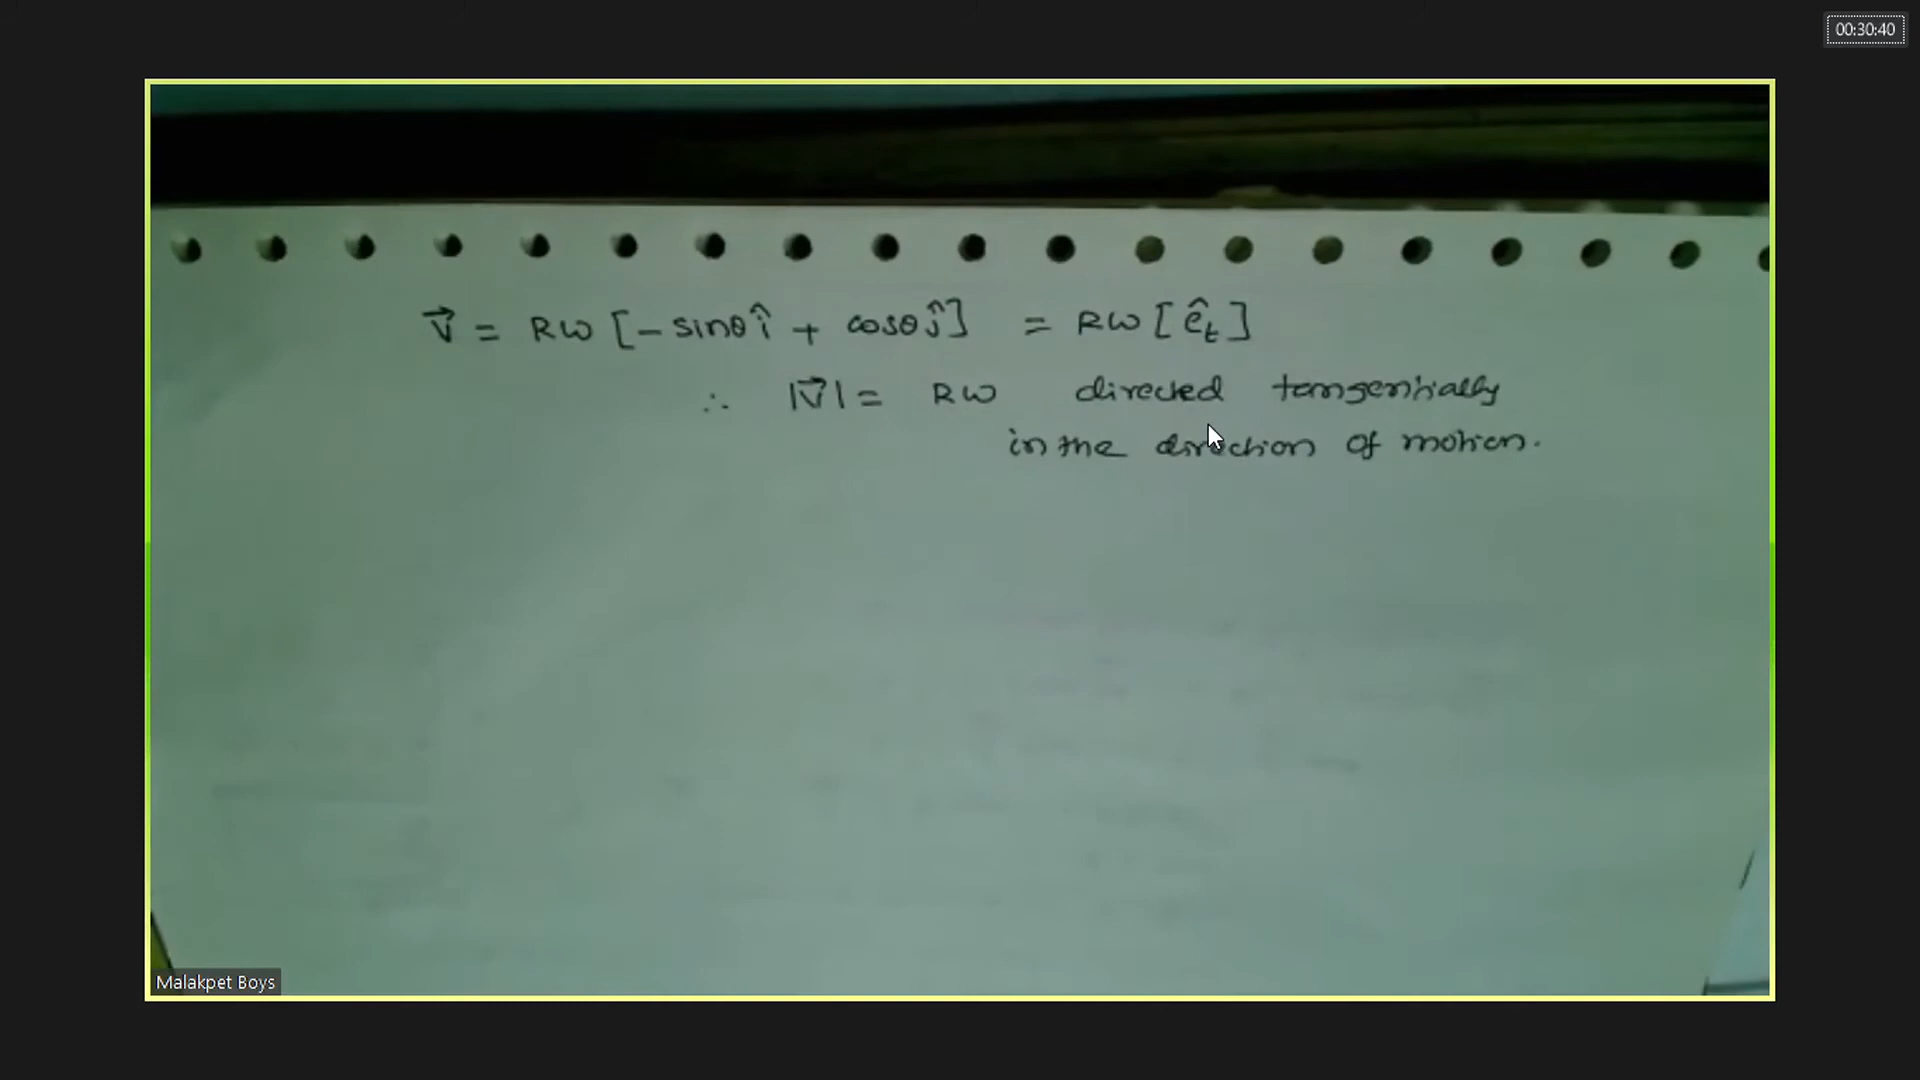 00:30:40
V⃗ = Rω [-sinθ î + cosθ ĵ] = Rω [ê_t]
∴ |V⃗| = Rω directed tangentially
in the direction of motion.
Malakpet Boys